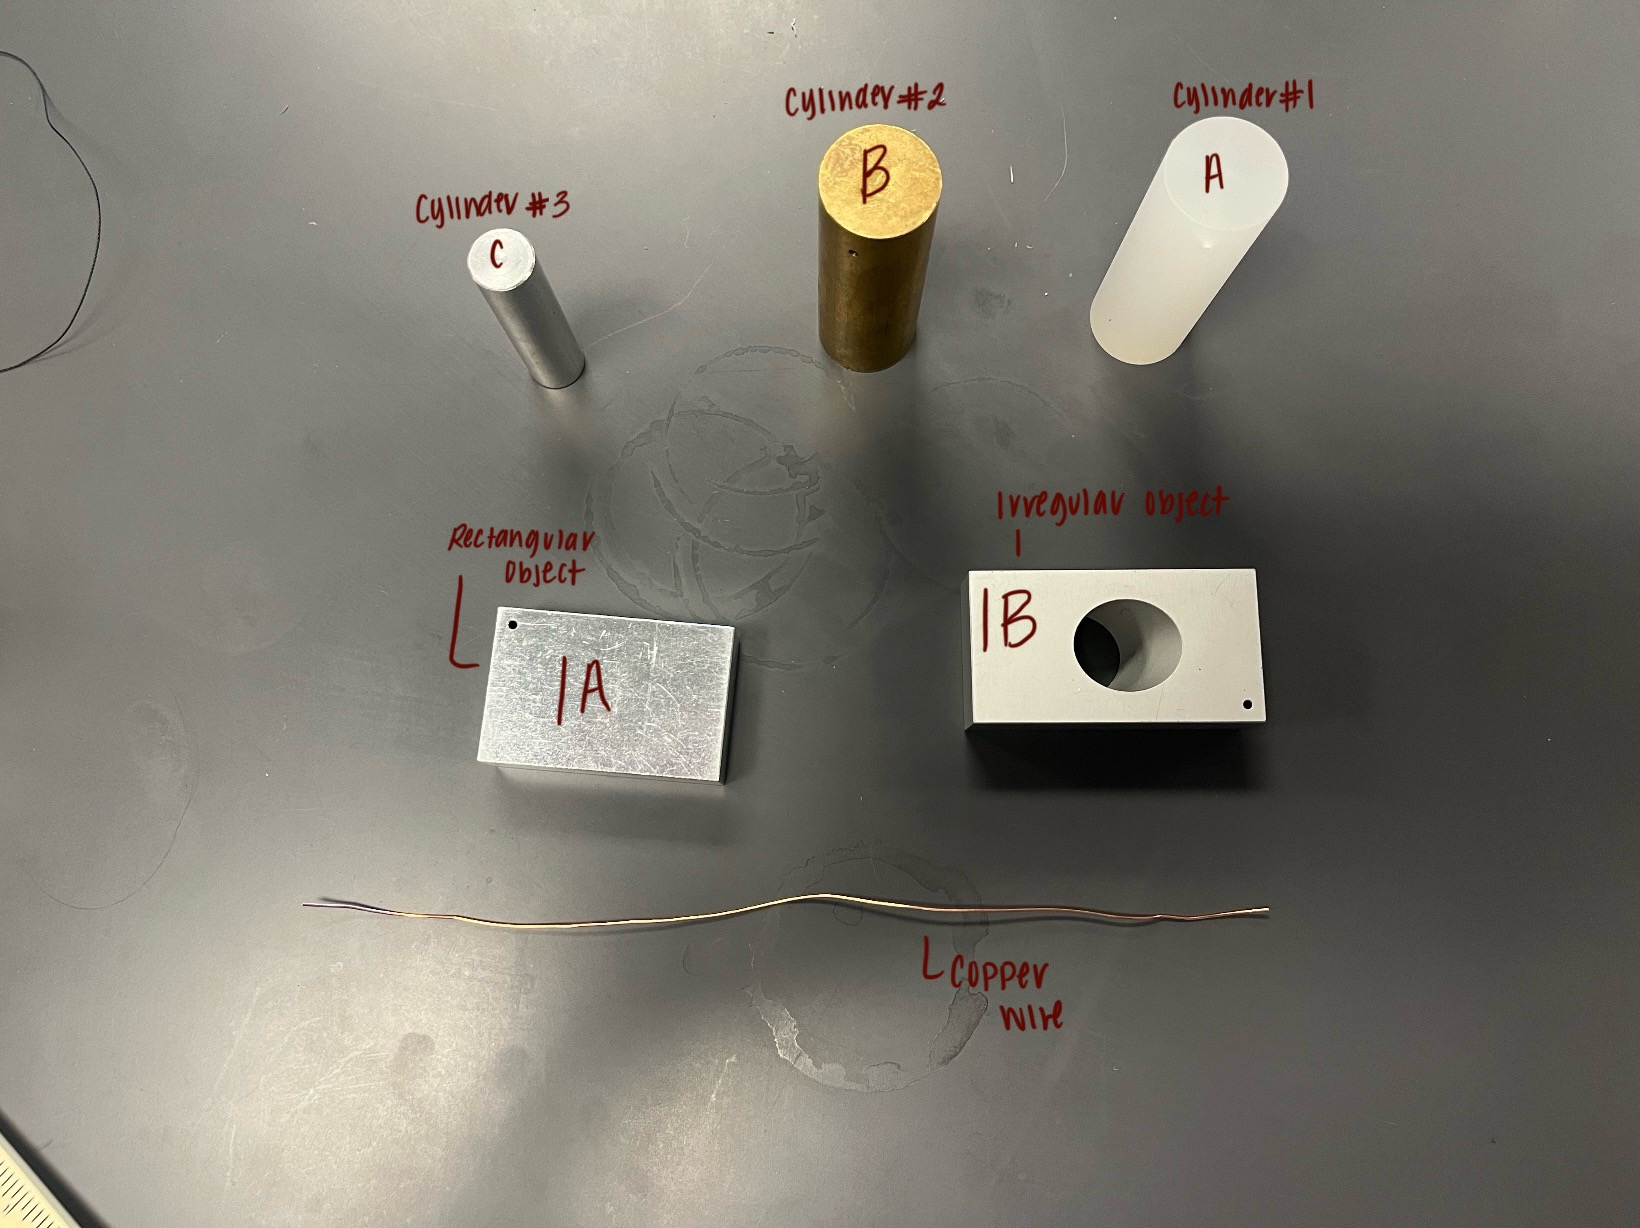 Cylinder #2
Cylinder #1
B
A
Cylinder #3
C
Irregular object
Rectangular
object
1B
1A
Copper
wire